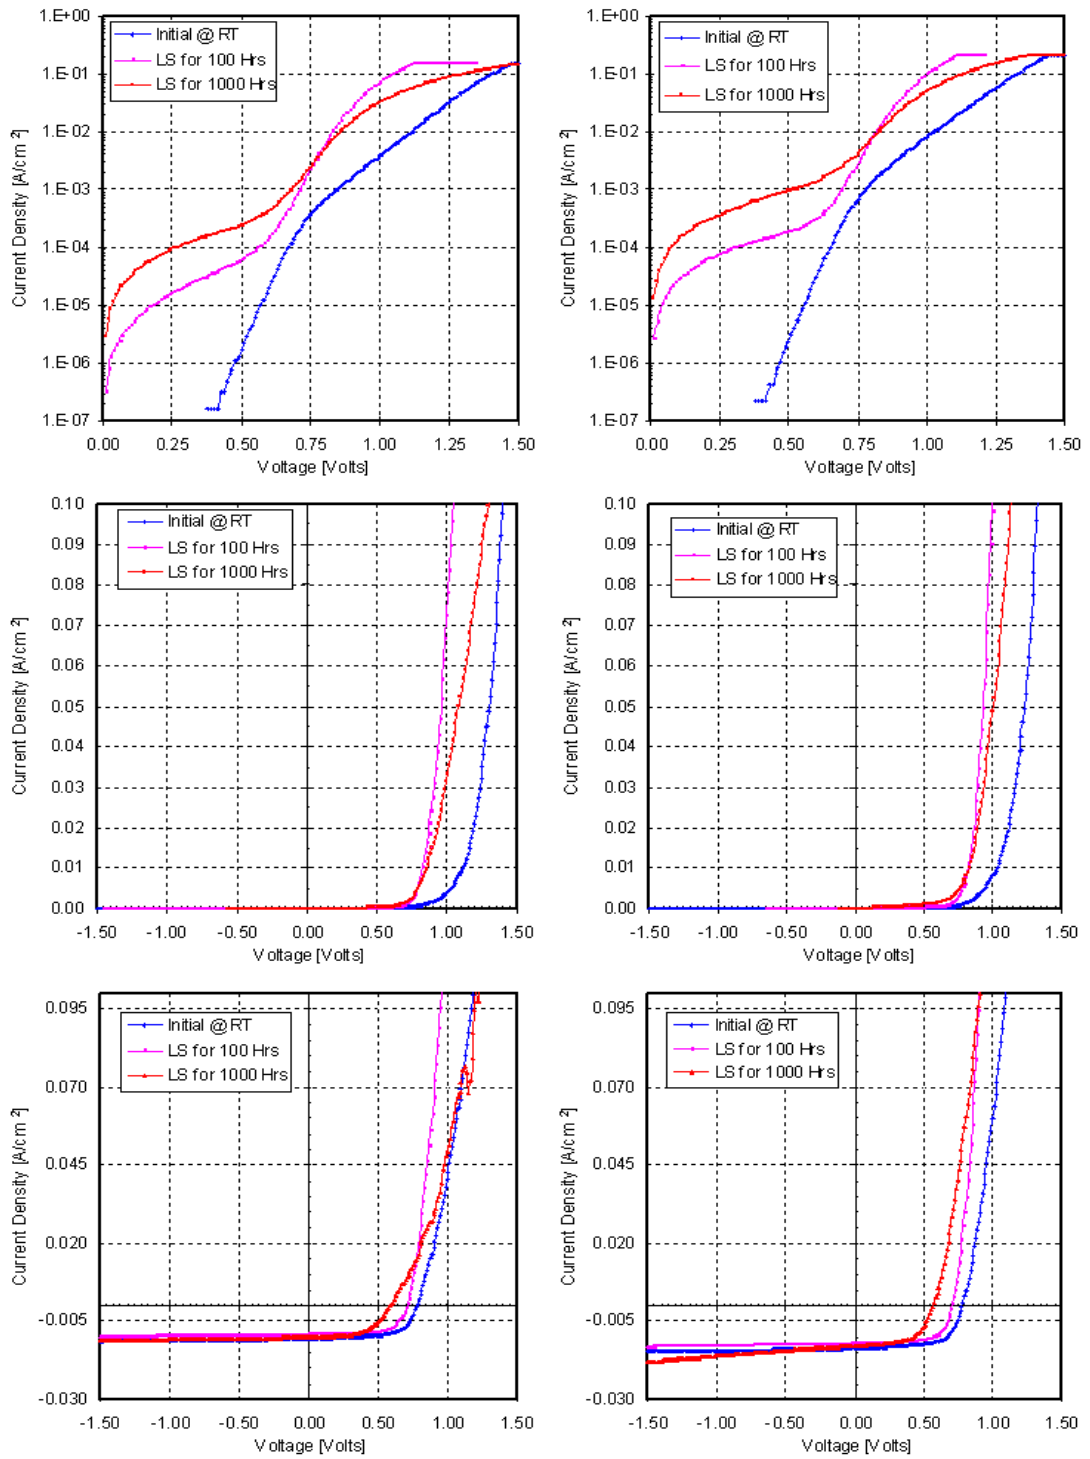 1.E+00
1.E-01
1.E-02
1.E-03
1.E-04
1.E-05
1.E-06
1.E-07
Current Density [A/cm²]
Initial @ RT
LS for 100 Hrs
LS for 1000 Hrs
0.00 0.25 0.50 0.75 1.00 1.25 1.50
Voltage [Volts]
1.E+00
1.E-01
1.E-02
1.E-03
1.E-04
1.E-05
1.E-06
1.E-07
Current Density [A/cm²]
Initial @ RT
LS for 100 Hrs
LS for 1000 Hrs
0.00 0.25 0.50 0.75 1.00 1.25 1.50
Voltage [Volts]
0.10
0.09
0.08
0.07
0.06
0.05
0.04
0.03
0.02
0.01
0.00
Current Density [A/cm²]
Initial @ RT
LS for 100 Hrs
LS for 1000 Hrs
-1.50 -1.00 -0.50 0.00 0.50 1.00 1.50
Voltage [Volts]
0.10
0.09
0.08
0.07
0.06
0.05
0.04
0.03
0.02
0.01
0.00
Current Density [A/cm²]
Initial @ RT
LS for 100 Hrs
LS for 1000 Hrs
-1.50 -1.00 -0.50 0.00 0.50 1.00 1.50
Voltage [Volts]
0.095
0.070
0.045
0.020
-0.005
-0.030
Current Density [A/cm²]
Initial @ RT
LS for 100 Hrs
LS for 1000 Hrs
-1.50 -1.00 -0.50 0.00 0.50 1.00 1.50
Voltage [Volts]
0.095
0.070
0.045
0.020
-0.005
-0.030
Current Density [A/cm²]
Initial @ RT
LS for 100 Hrs
LS for 1000 Hrs
-1.50 -1.00 -0.50 0.00 0.50 1.00 1.50
Voltage [Volts]